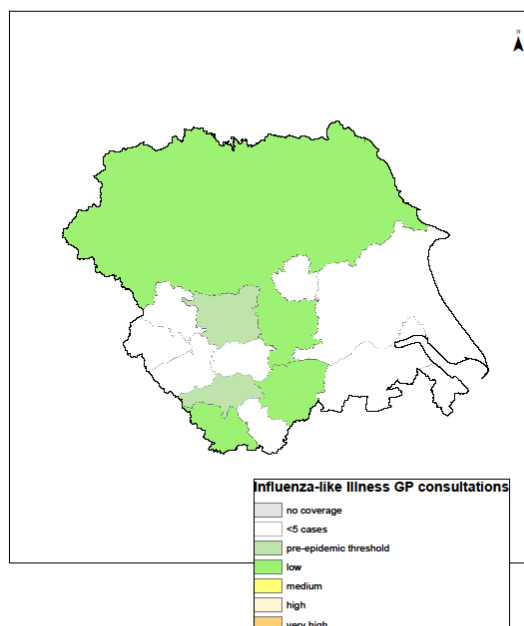 N
Influenza-like Illness GP consultations
no coverage
<5 cases
pre-epidemic threshold
low
medium
high
very high